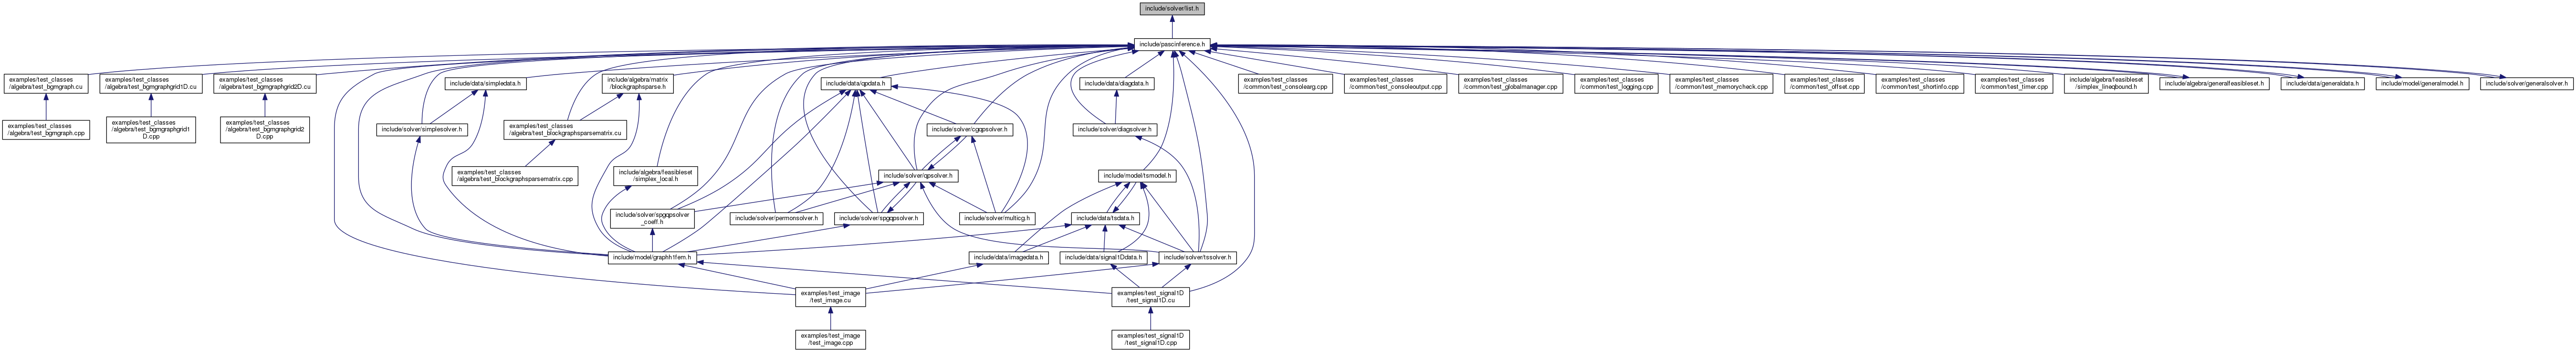 include/solver/list.h
include/pascinference.h
examples/test_classes
/algebra/test_bgmgraph.cu
examples/test_classes
/algebra/test_bgmgraphgrid1D.cu
examples/test_classes
/algebra/test_bgmgraphgrid2D.cu
include/data/simpledata.h
include/algebra/matrix
/blockgraphsparse.h
include/data/qpdata.h
include/data/diagdata.h
examples/test_classes
/common/test_consolearg.cpp
examples/test_classes
/common/test_consoleoutput.cpp
examples/test_classes
/common/test_globalmanager.cpp
examples/test_classes
/common/test_logging.cpp
examples/test_classes
/common/test_memorycheck.cpp
examples/test_classes
/common/test_offset.cpp
examples/test_classes
/common/test_shortinfo.cpp
examples/test_classes
/common/test_timer.cpp
include/algebra/feasibleset
/simplex_lineqbound.h
include/algebra/generalfeasibleset.h
include/data/generaldata.h
include/model/generalmodel.h
include/solver/generalsolver.h
examples/test_classes
/algebra/test_bgmgraph.cpp
examples/test_classes
/algebra/test_bgmgraphgrid1
D.cpp
examples/test_classes
/algebra/test_bgmgraphgrid2
D.cpp
include/solver/simplesolver.h
examples/test_classes
/algebra/test_blockgraphsparsematrix.cu
include/solver/cgqpsolver.h
include/solver/diagsolver.h
examples/test_classes
/algebra/test_blockgraphsparsematrix.cpp
include/algebra/feasibleset
/simplex_local.h
include/solver/qpsolver.h
include/model/tsmodel.h
include/solver/spgqpsolver
_coeff.h
include/solver/permonsolver.h
include/solver/spgqpsolver.h
include/solver/multicg.h
include/data/tsdata.h
include/model/graphh1fem.h
include/data/imagedata.h
include/data/signal1Ddata.h
include/solver/tssolver.h
examples/test_image
/test_image.cu
examples/test_signal1D
/test_signal1D.cu
examples/test_image
/test_image.cpp
examples/test_signal1D
/test_signal1D.cpp